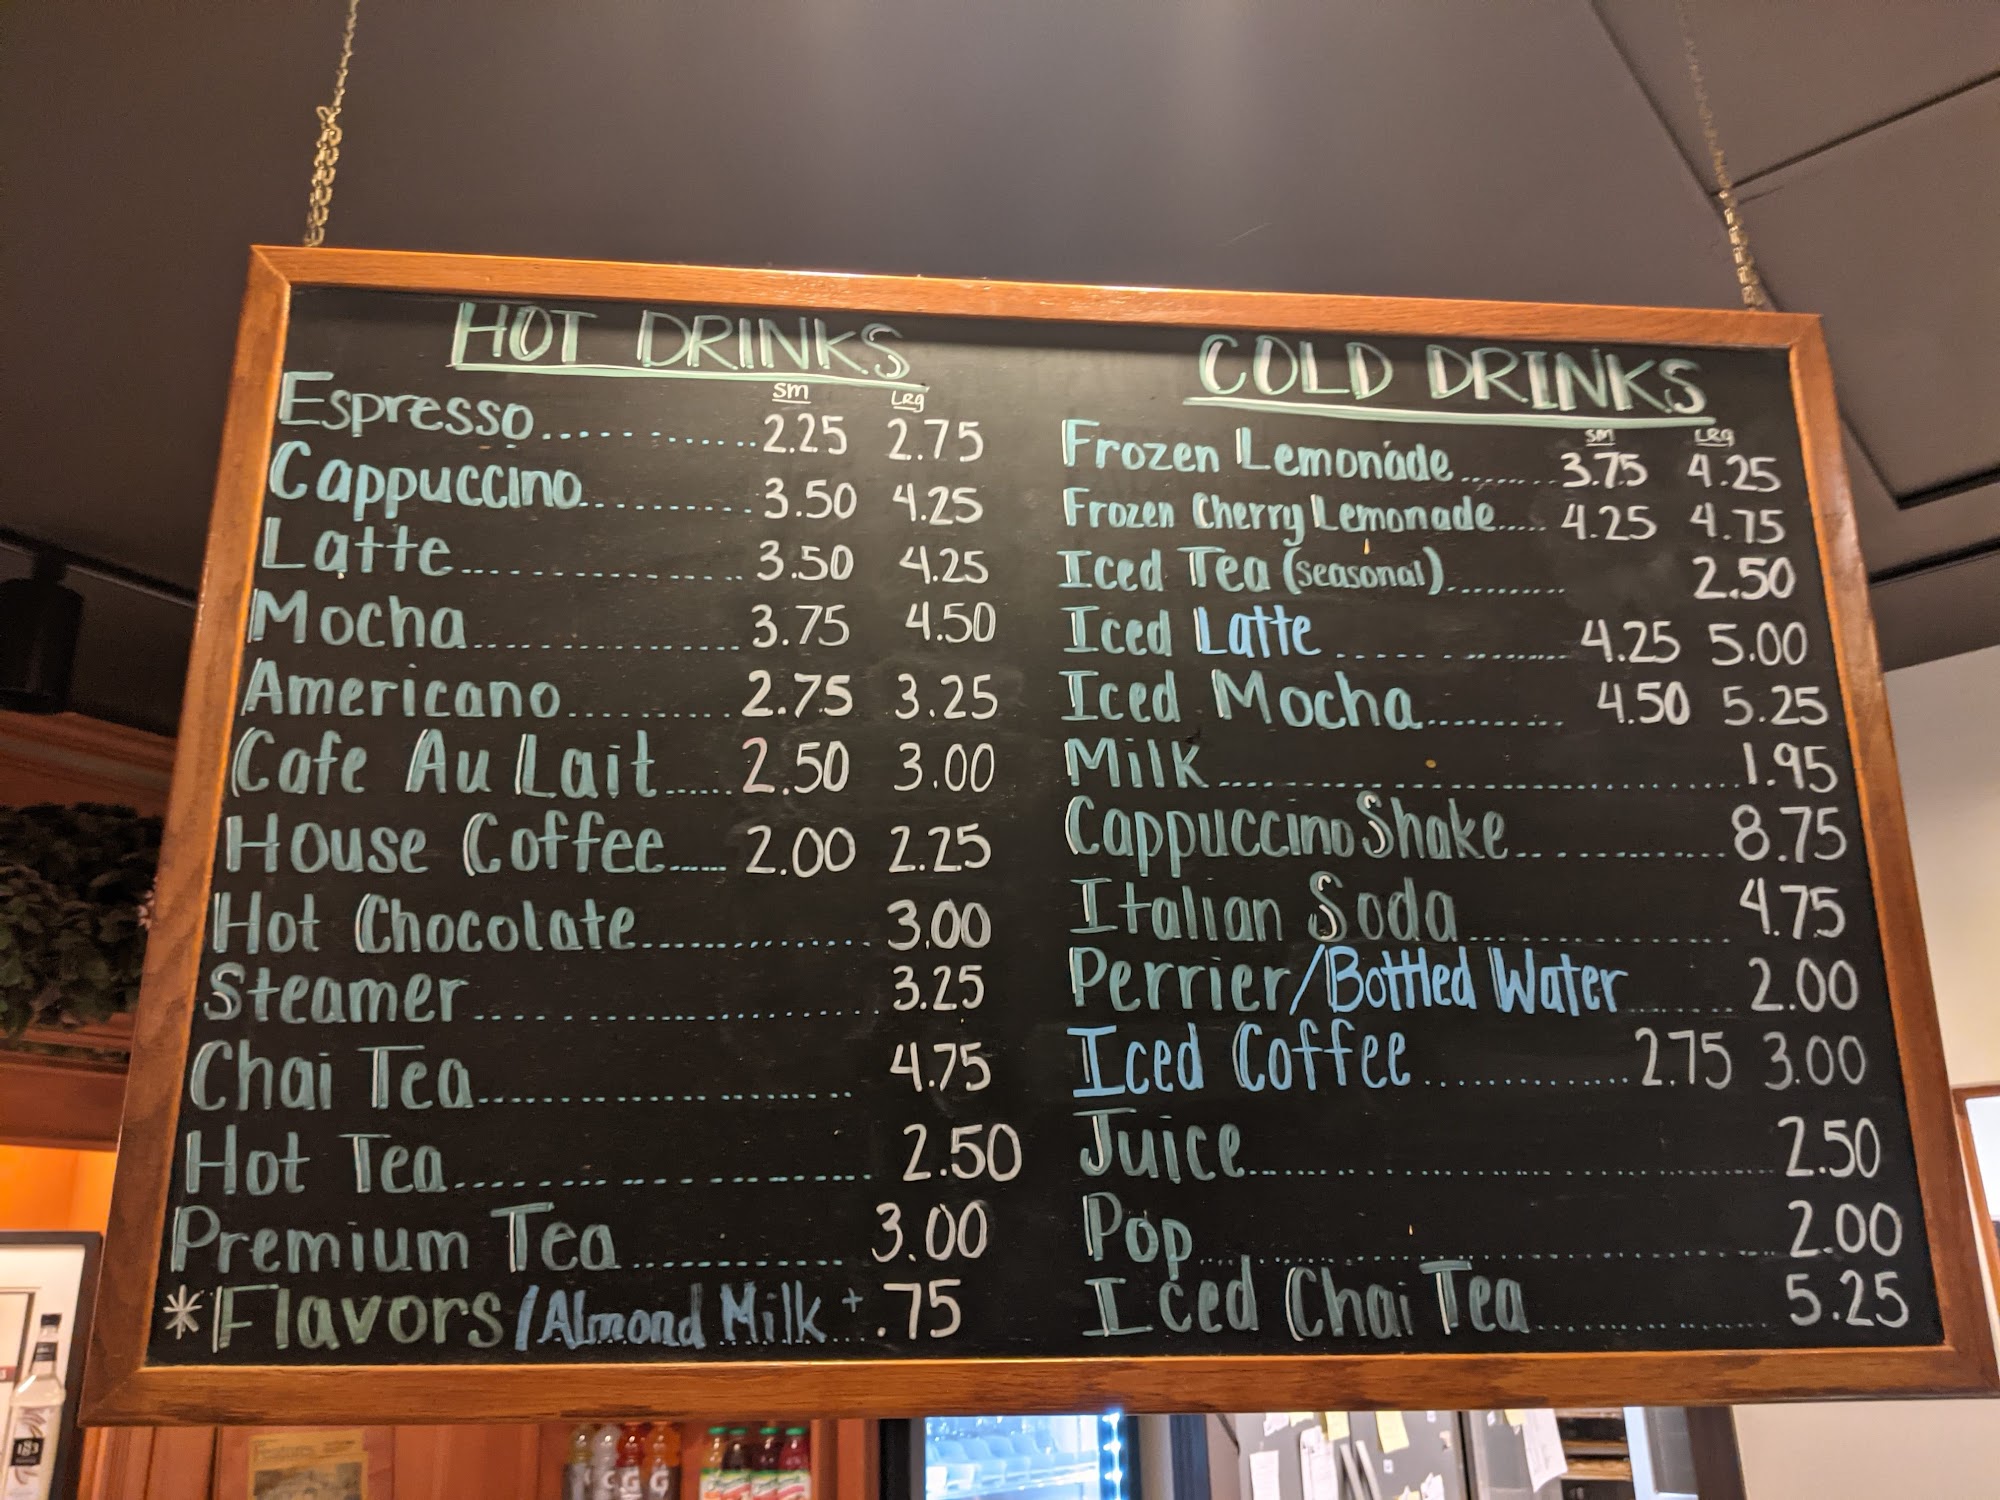 HOT DRINKS
SM LRg
Espresso............2.25 2.75
Cappuccino..........3.50 4.25
Latte...................3.50 4.25
Mocha..................3.75 4.50
Americano............2.75 3.25
Cafe Au Lait......2.50 3.00
House Coffee.....2.00 2.25
Hot Chocolate...............3.00
Steamer........................3.25
Chai Tea........................4.75
Hot Tea..........................2.50
Premium Tea...............3.00
*Flavors/Almond Milk +.75
COLD DRINKS
SM LRg
Frozen Lemonade.......3.75 4.25
Frozen Cherry Lemonade.....4.25 4.75
Iced Tea (seasonal)..........2.50
Iced Latte...............4.25 5.00
Iced Mocha..........4.50 5.25
Milk..............................1.95
Cappuccino Shake............8.75
Italian Soda.................4.75
Perrier/Bottled Water.......2.00
Iced Coffee.............2.75 3.00
Juice..............................2.50
Pop.................................2.00
Iced Chai Tea...............5.25
183
G G